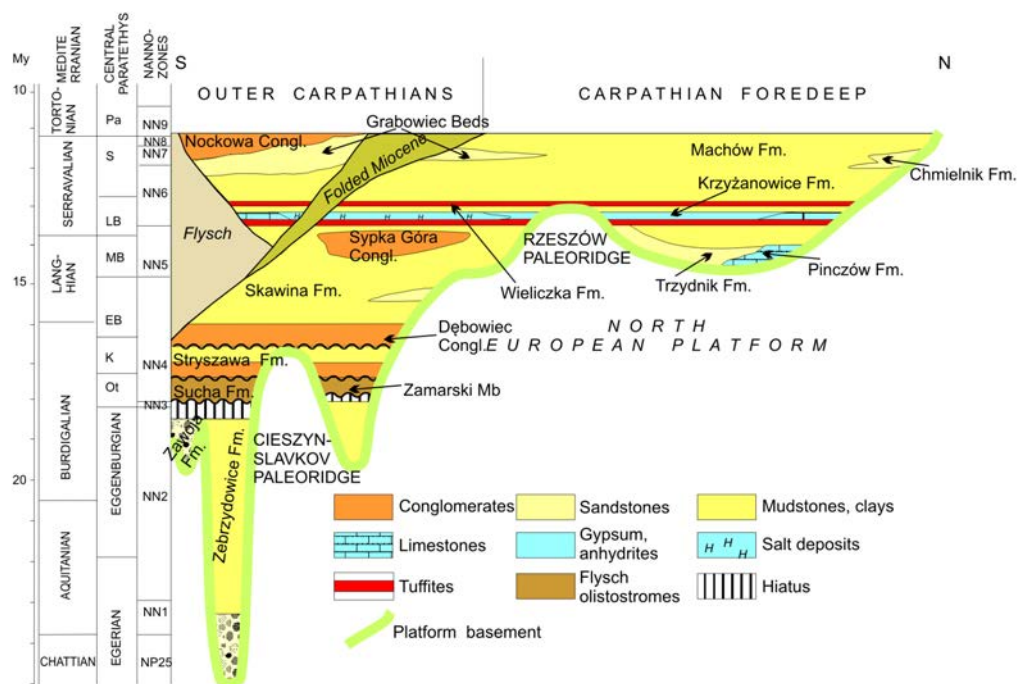 My
MEDITE
RRANIAN
CENTRAL
PARATETHYS
NANNO-
ZONES
S
N
10
15
20
TORTO-
NIAN
SERRAVALIAN
LANG-
HIAN
BURDIGALIAN
AQUITANIAN
CHATTIAN
Pa
S
LB
MB
EB
K
Ot
EGGENBURGIAN
EGERIAN
NN9
NN8
NN7
NN6
NN5
NN4
NN3
NN2
NN1
NP25
OUTER CARPATHIANS
CARPATHIAN FOREDEEP
Grabowiec Beds
Nockowa Congl.
Folded Miocene
Machów Fm.
Chmielnik Fm.
Krzyżanowice Fm.
Flysch
H H H H
Sypka Góra
Congl.
RZESZÓW
PALEORIDGE
Pinczów Fm.
Trzydnik Fm.
Wieliczka Fm.
Skawina Fm.
Dębowiec
Congl.
NORTH
EUROPEAN PLATFORM
Stryszawa Fm.
Zamarski Mb
Sucha Fm.
Zawoja
Fm.
Zebrzydowice Fm.
CIESZYN-
SLAVKOV
PALEORIDGE
Conglomerates
Sandstones
Mudstones, clays
Limestones
Gypsum,
anhydrites
H H H
Salt deposits
Tuffites
Flysch
olistostromes
Hiatus
Platform basement